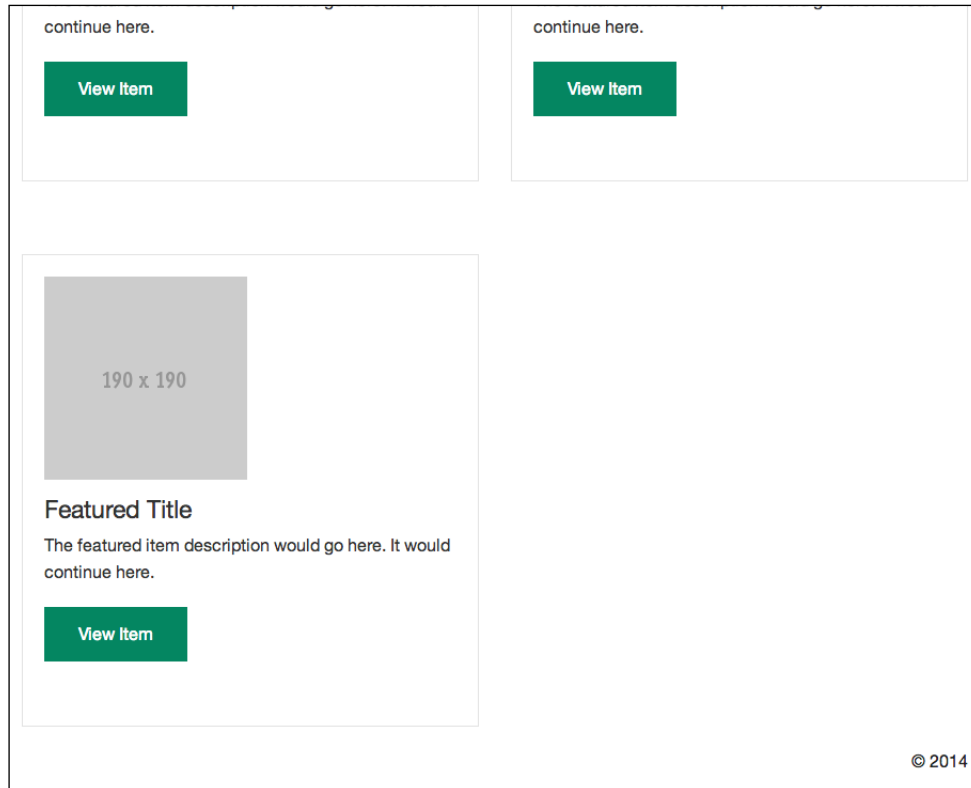 continue here.
continue here.
View Item
View Item
190 x 190
Featured Title
The featured item description would go here. It would
continue here.
View Item
© 2014